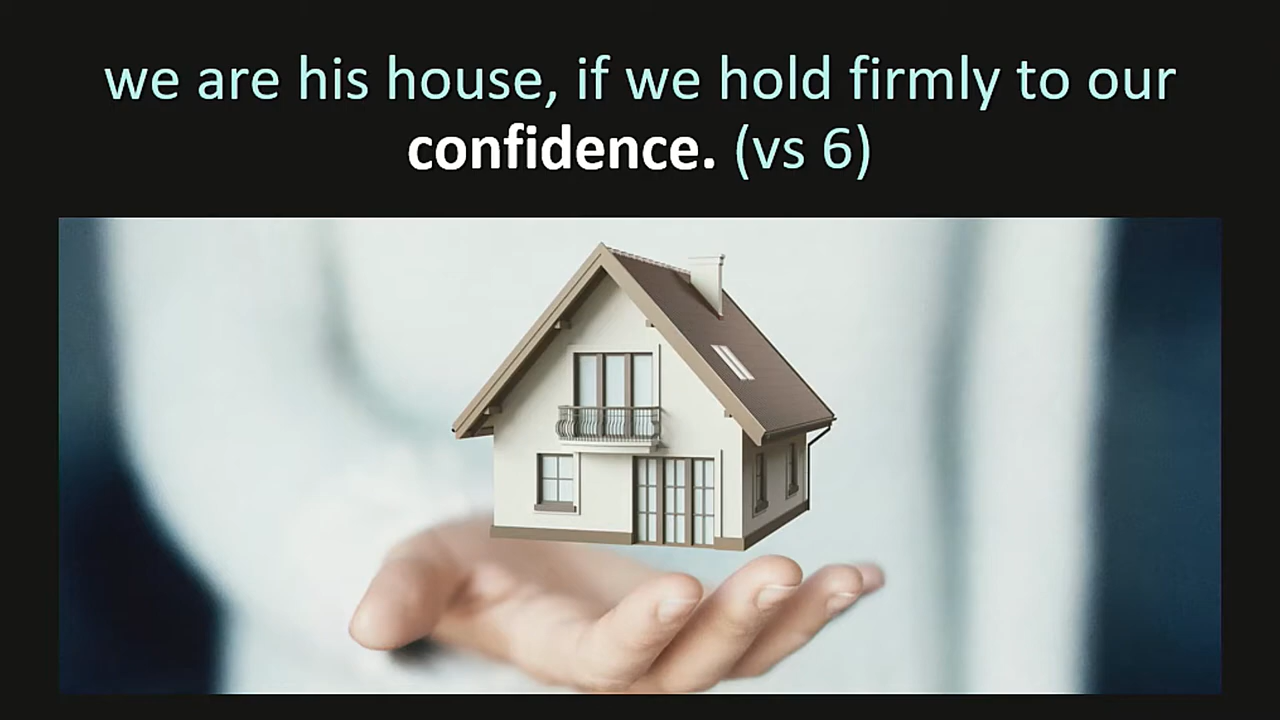 we are his house, if we hold firmly to our
confidence. (vs 6)